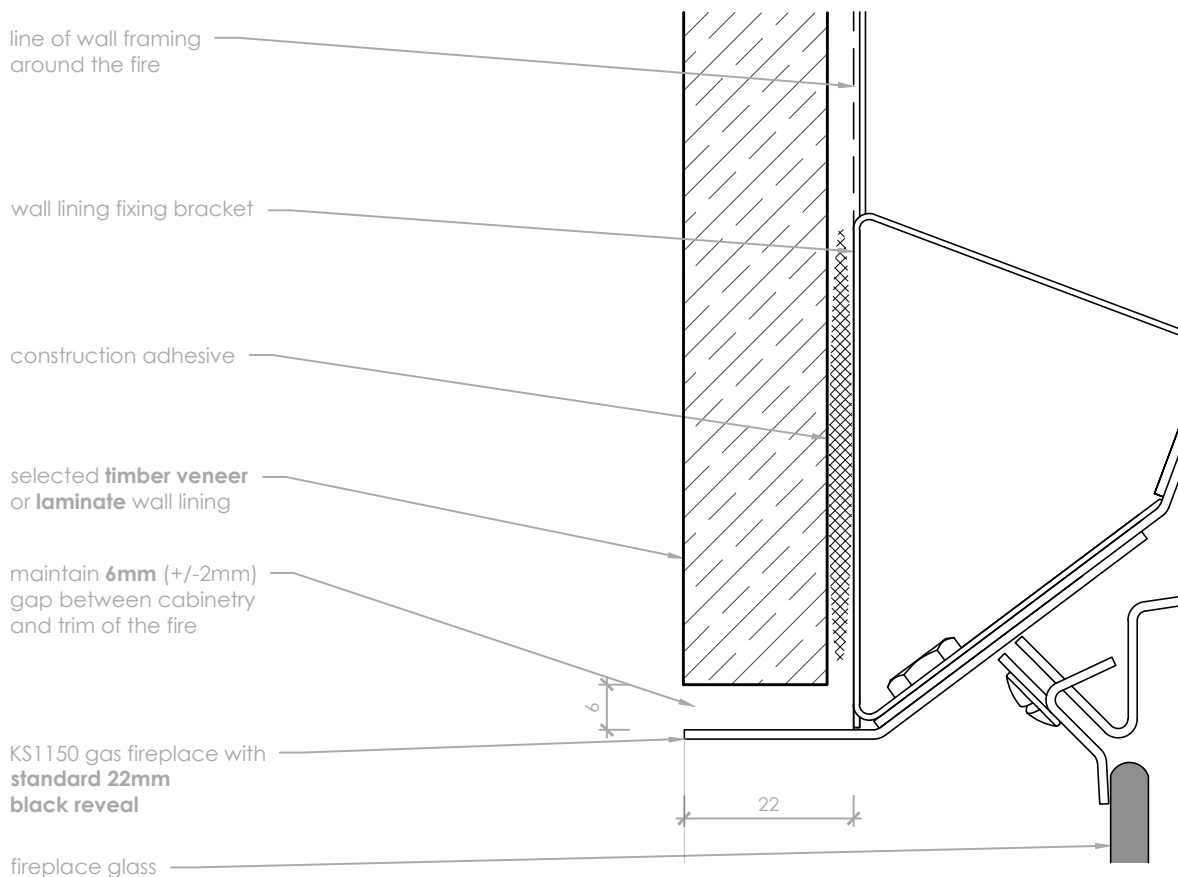 line of wall framing
around the fire
wall lining fixing bracket
construction adhesive
selected timber veneer
or laminate wall lining
maintain 6mm (+/-2mm)
gap between cabinetry
and trim of the fire
6
KS1150 gas fireplace with
standard 22mm
black reveal
22
fireplace glass